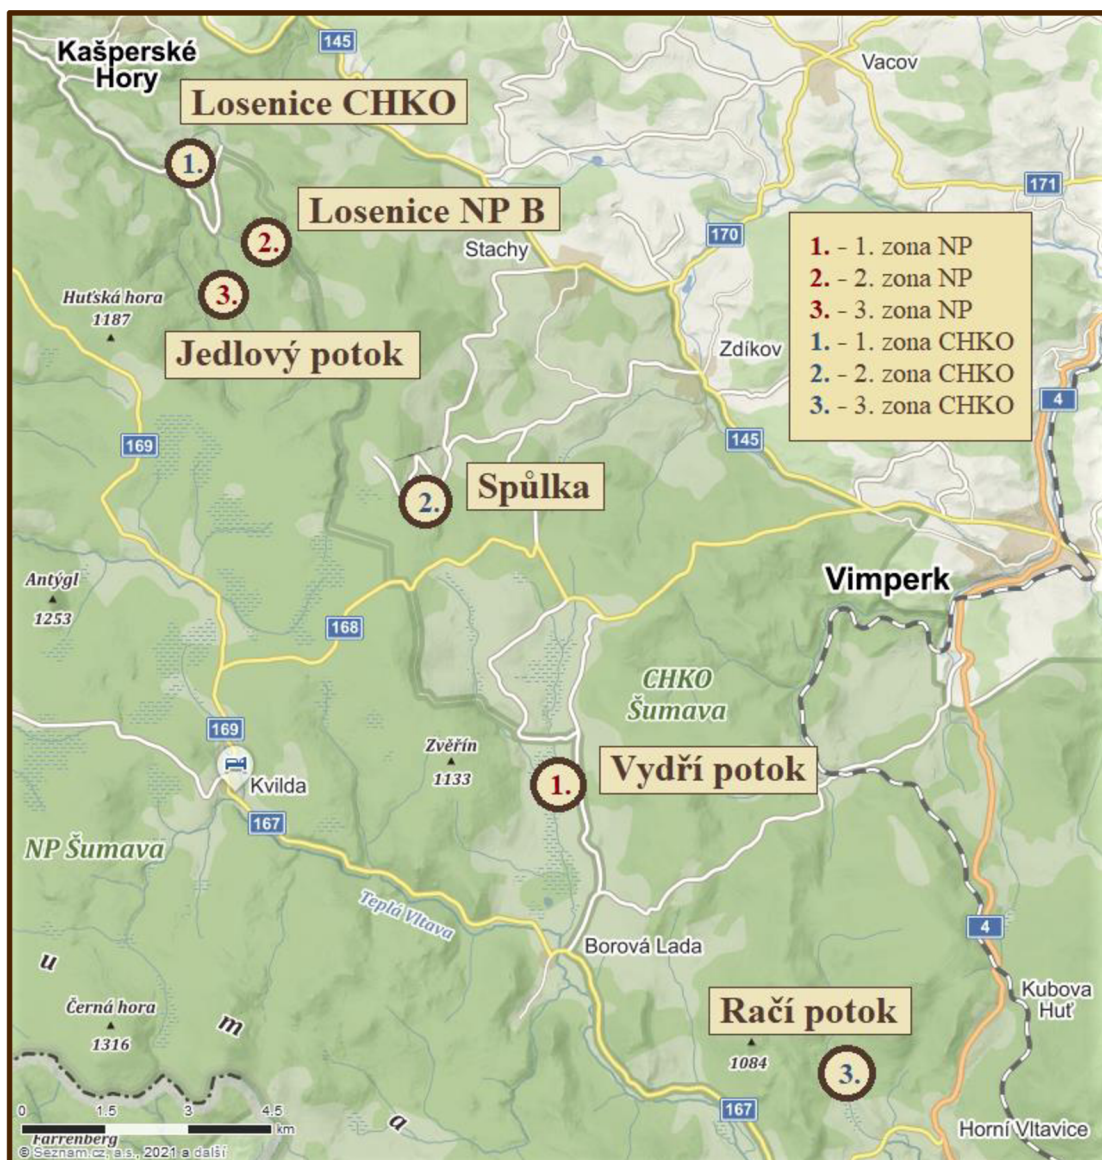 Kašperské
Hory
145
Vacov
Losenice CHKO
1.
171
Losenice NP B
2.
Stachy
170
1. - 1. zona NP
2. - 2. zona NP
3. - 3. zona NP
1. - 1. zona CHKO
2. - 2. zona CHKO
3. - 3. zona CHKO
Huťská hora
1187
3.
Jedlový potok
Zdíkov
4
169
145
2.
Spůlka
Antýgl
1253
Vimperk
168
CHKO
Šumava
169
Zvěřín
1133
Vydří potok
1.
Kvilda
167
NP Šumava
Teplá Vltava
Borová Lada
4
u
m
a
Černá hora
1316
Kubova
Huť
Račí potok
1084
3.
167
Horní Vltavice
0 1.5 3 4.5
km
Farrenberg
© Seznam.cz, a.s., 2021 a další